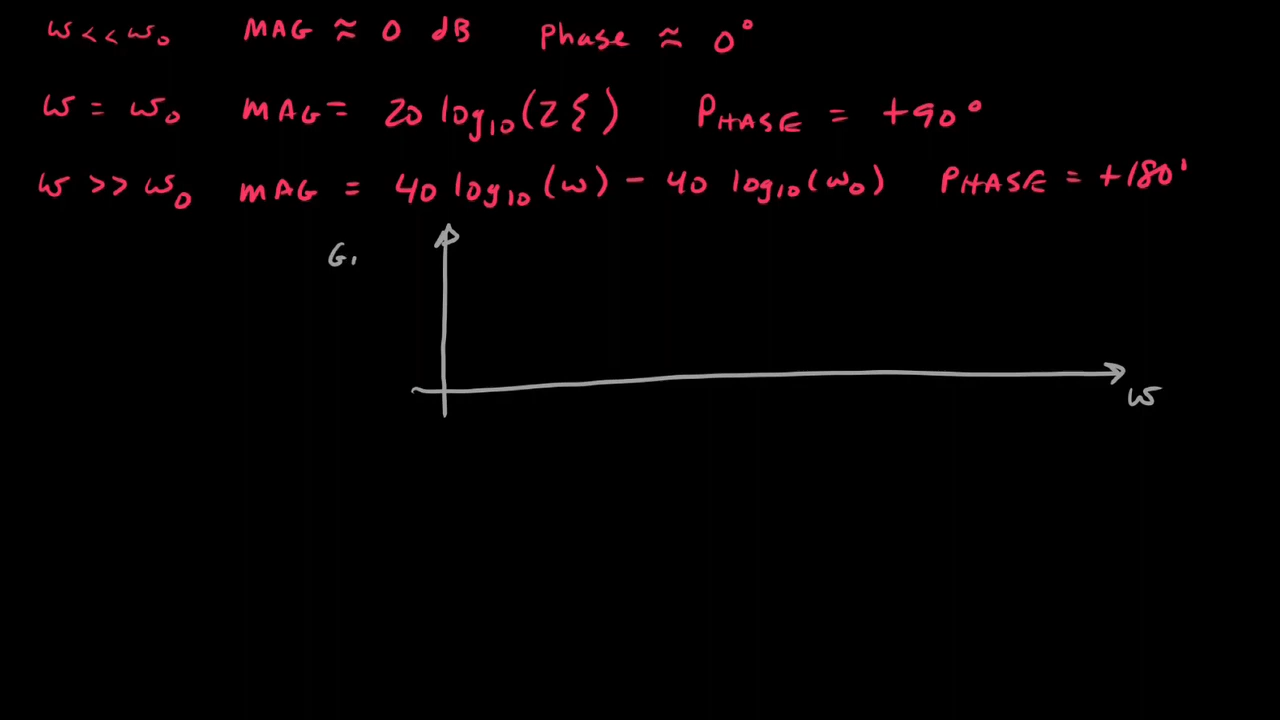 ω << ω₀ MAG ≈ 0 dB Phase ≈ 0°
ω = ω₀ MAG = 20 log₁₀(2ξ) PHASE = +90°
ω >> ω₀ MAG = 40 log₁₀(ω) - 40 log₁₀(ω₀) PHASE = +180°
G,
ω